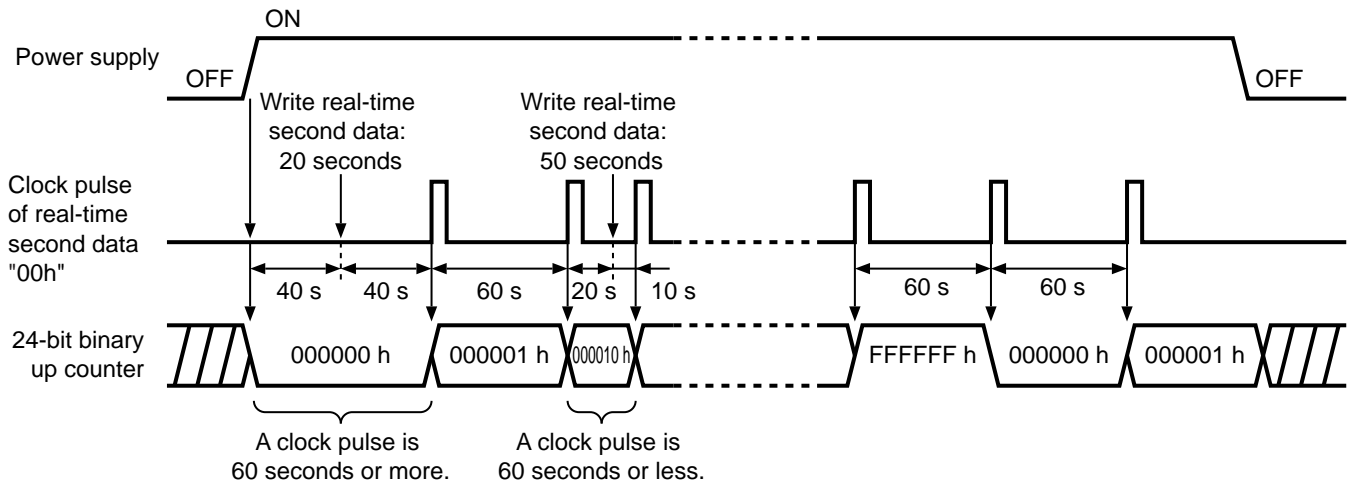 ON
Power supply
OFF
OFF
Write real-time
second data:
20 seconds
Write real-time
second data:
50 seconds
Clock pulse
of real-time
second data
"00h"
40 s
40 s
60 s
20 s
10 s
60 s
60 s
24-bit binary
up counter
000000 h
000001 h
000010 h
FFFFFF h
000000 h
000001 h
A clock pulse is
60 seconds or more.
A clock pulse is
60 seconds or less.